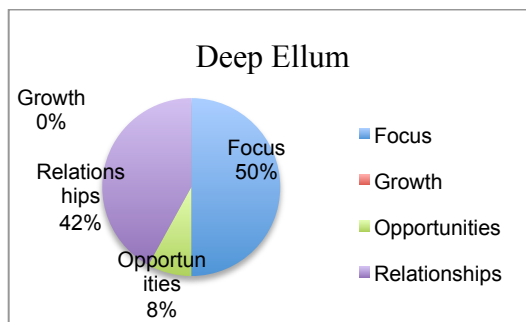 Deep Ellum
Growth
0%
Focus
50%
Relations
hips
42%
Opportun
ities
8%
Focus
Growth
Opportunities
Relationships